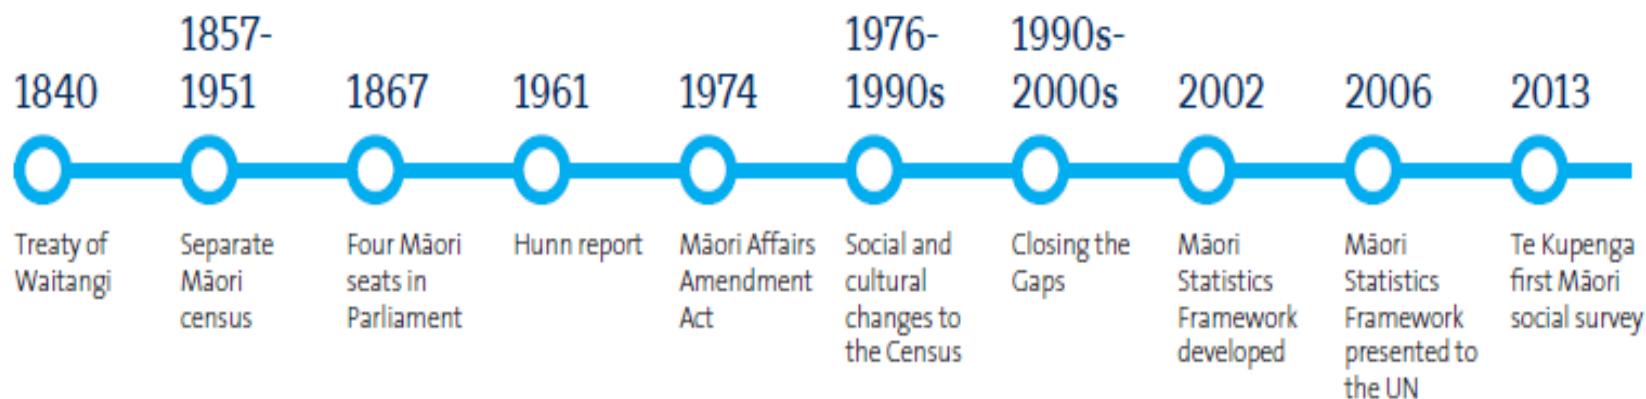 1840
Treaty of
Waitangi
1857-
1951
Separate
Māori
census
1867
Four Māori
seats in
Parliament
1961
Hunn report
1974
Māori Affairs
Amendment
Act
1976-
1990s
Social and
cultural
changes to
the Census
1990s-
2000s
Closing the
Gaps
2002
Māori
Statistics
Framework
developed
2006
Māori
Statistics
Framework
presented to
the UN
2013
Te Kupenga
first Māori
social survey